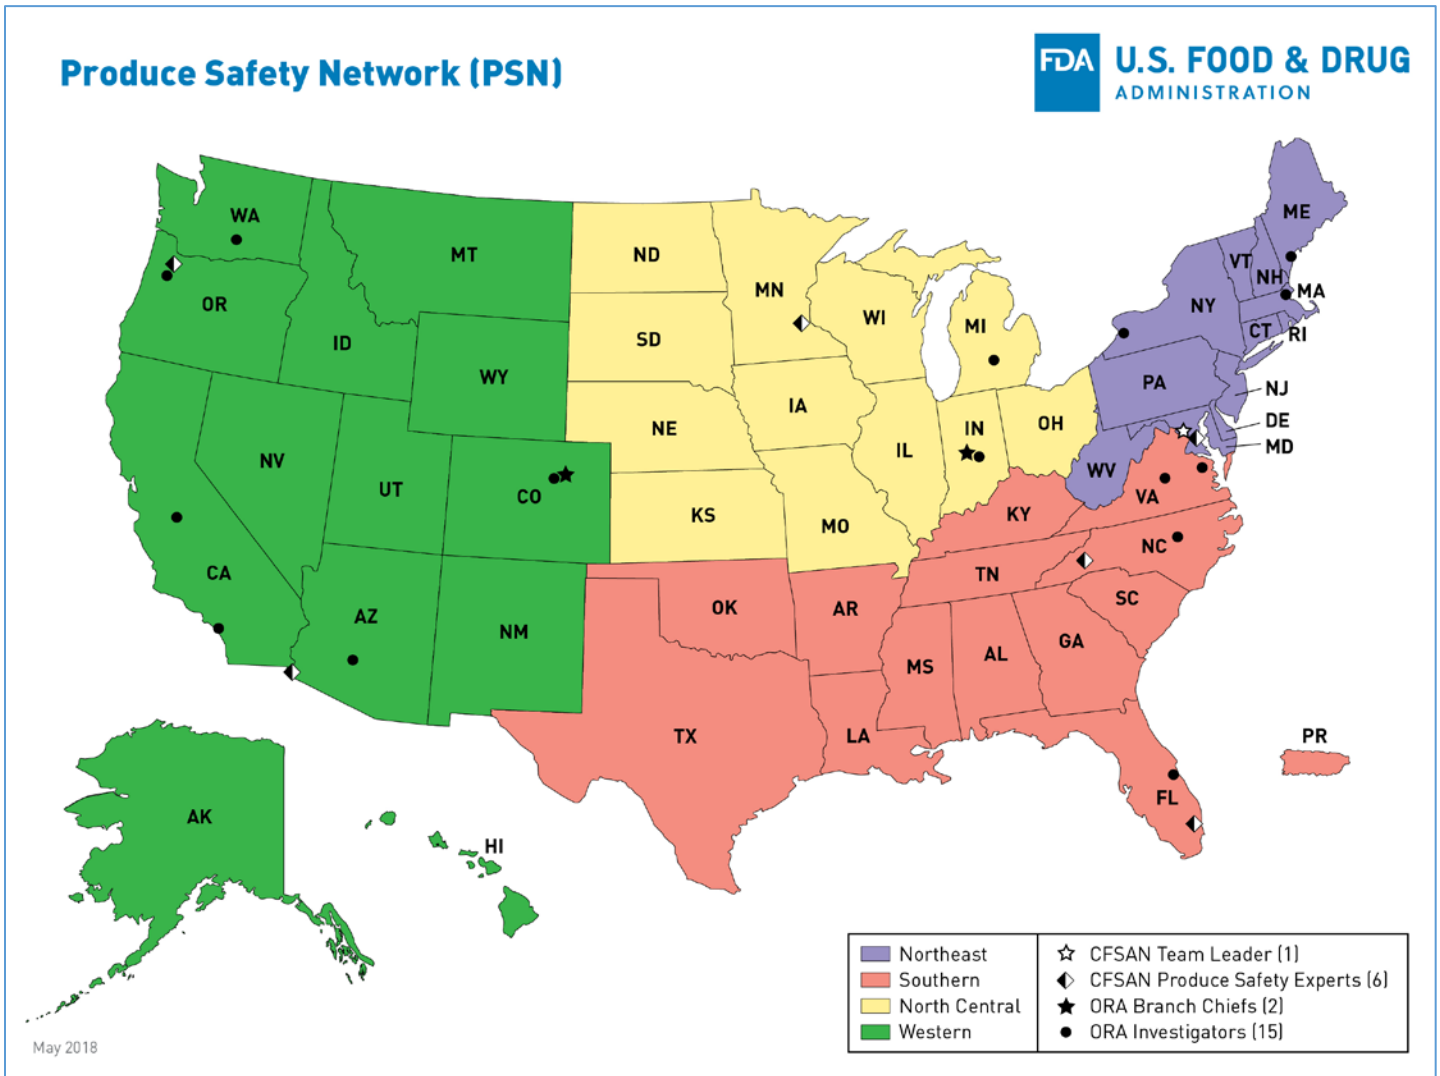 Produce Safety Network (PSN)
FDA
U.S. FOOD & DRUG
ADMINISTRATION
WA
MT
ND
MN
ME
VT
NH
MA
NY
OR
ID
SD
WI
MI
CT
RI
WY
PA
NJ
IA
NE
IL
IN
OH
DE
MD
NV
UT
CO
WV
VA
KS
MO
KY
NC
CA
TN
SC
AZ
NM
OK
AR
MS
AL
GA
TX
LA
PR
FL
AK
HI
Northeast
Southern
North Central
Western
CFSAN Team Leader (1)
CFSAN Produce Safety Experts (6)
ORA Branch Chiefs (2)
ORA Investigators (15)
May 2018